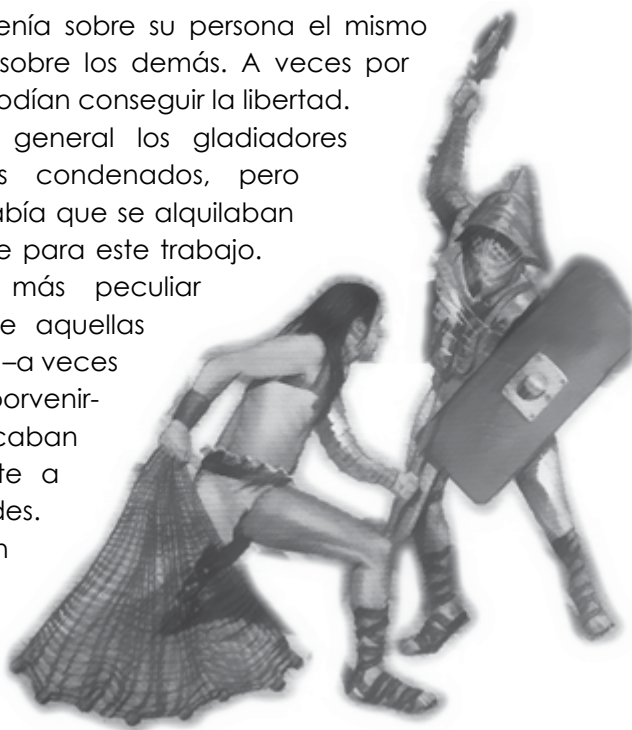 enía sobre su persona el mismo
sobre los demás. A veces por
odían conseguir la libertad.
general los gladiadores
s condenados, pero
abía que se alquilaban
e para este trabajo.
más peculiar
e aquellas
–a veces
porvenir-
caban
te a
des.
n